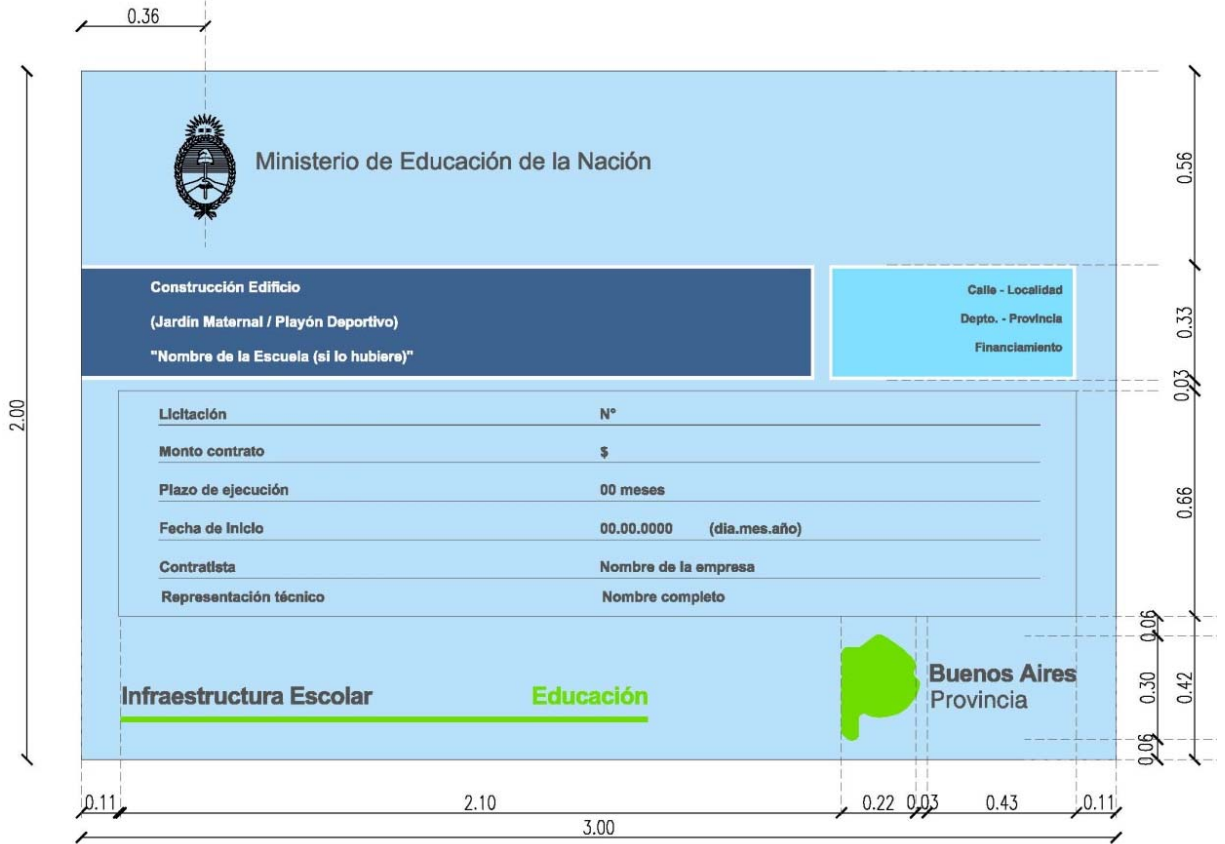 0.36
Ministerio de Educación de la Nación
0.56
Construcción Edificio
(Jardín Maternal / Playón Deportivo)
"Nombre de la Escuela (si lo hubiere)"
Calle - Localidad
Depto. - Provincia
Financiamiento
0.33
0.03
2.00
Licitación N°
Monto contrato $
Plazo de ejecución 00 meses
Fecha de Inicio 00.00.0000 (dia.mes.año)
Contratista Nombre de la empresa
Representación técnico Nombre completo
0.66
0.06
Infraestructura Escolar Educación
Buenos Aires
Provincia
0.30
0.42
0.06
0.11 2.10 0.22 0.03 0.43 0.11
3.00